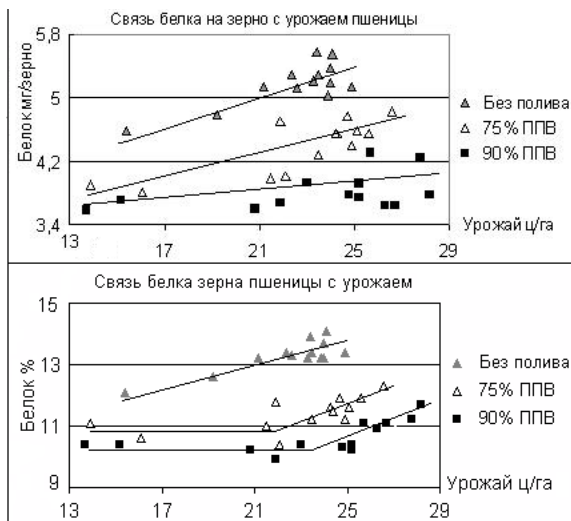 Связь белка на зерно с урожаем пшеницы
5,8
5
4,2
3,4
Белок мг/зерно
Без полива
75% ППВ
90% ППВ
13 17 21 25 29
Урожай ц/га
Связь белка зерна пшеницы с урожаем
15
13
11
9
Белок %
Без полива
75% ППВ
90% ППВ
13 17 21 25 29
Урожай ц/га